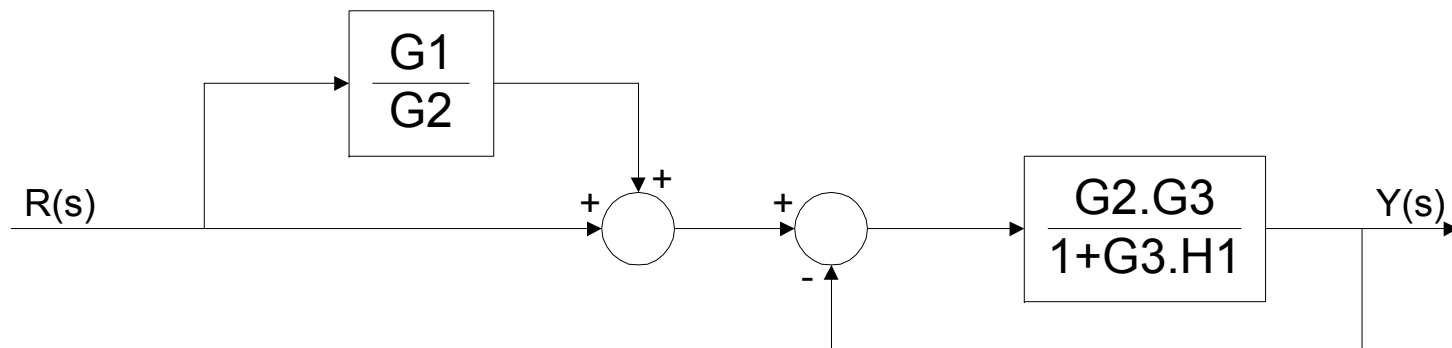 G1
G2
+
R(s)
+
+
-
G2.G3
1+G3.H1
Y(s)